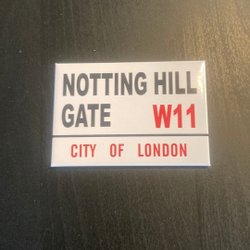 NOTTING HILL
GATE W11
CITY OF LONDON